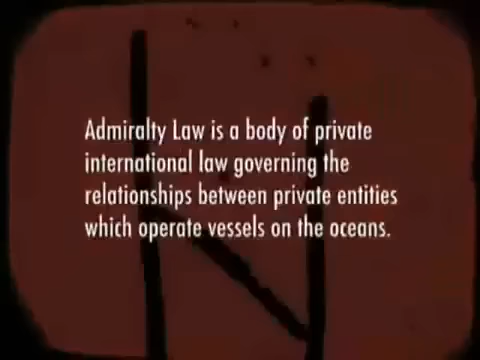 Admiralty Law is a body of private
international law governing the
relationships between private entities
which operate vessels on the oceans.